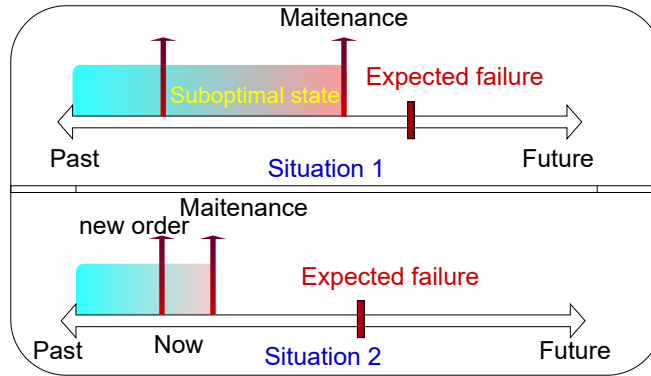 Maitenance
Expected failure
Suboptimal state
Past
Future
Situation 1
Maitenance
new order
Expected failure
Past
Now
Future
Situation 2